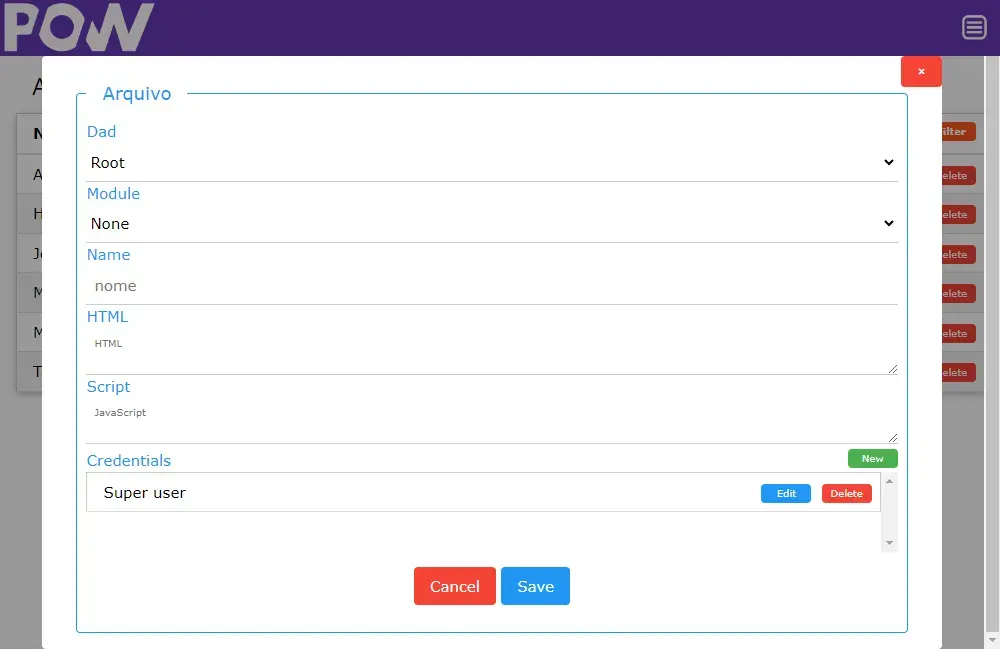 POW
×
Arquivo
Dad
Root
Module
None
Name
nome
HTML
HTML
Script
JavaScript
Credentials
New
Super user
Edit
Delete
Cancel
Save